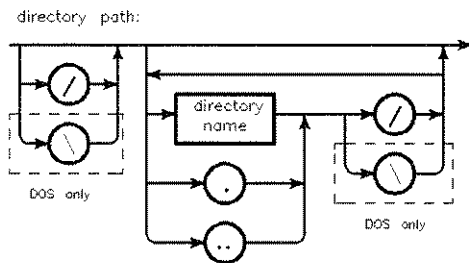 directory path:
/
\
DOS only
directory
name
.
..
/
\
DOS only